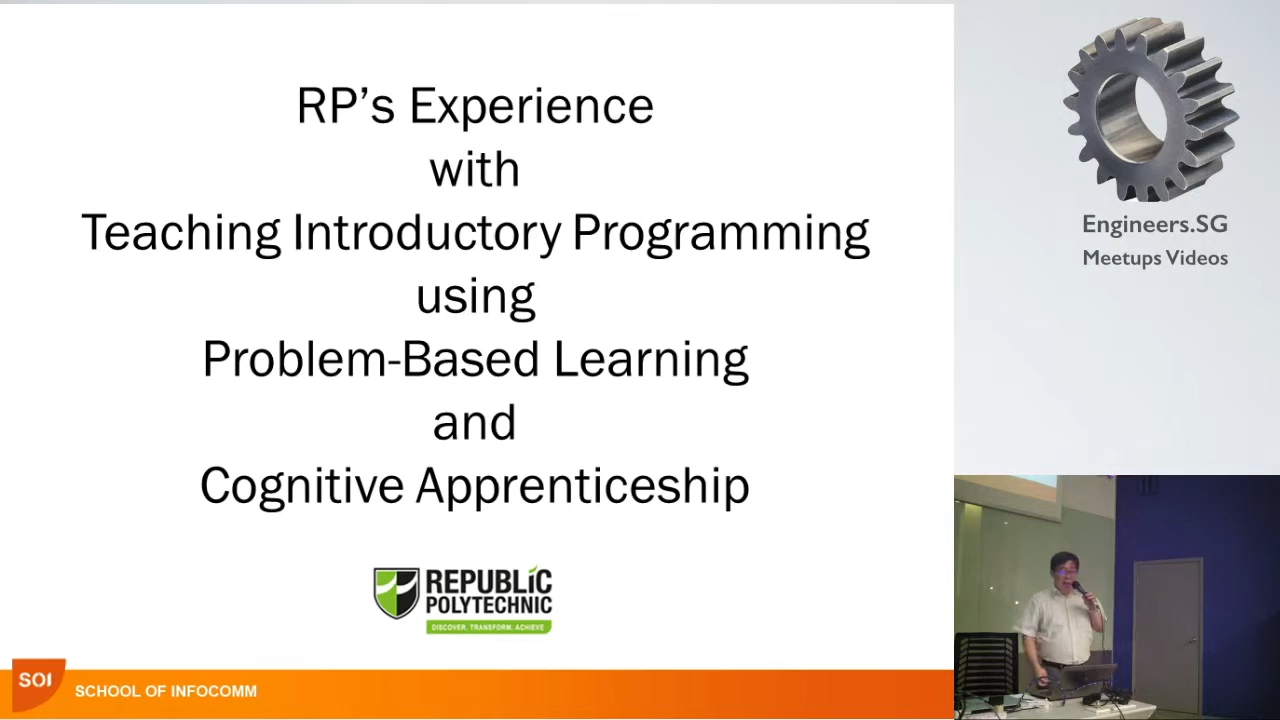 RP’s Experience
with
Teaching Introductory Programming
using
Problem-Based Learning
and
Cognitive Apprenticeship
REPUBLIC
POLYTECHNIC
DISCOVER. TRANSFORM. ACHIEVE
SOI
SCHOOL OF INFOCOMM
Engineers.SG
Meetups Videos